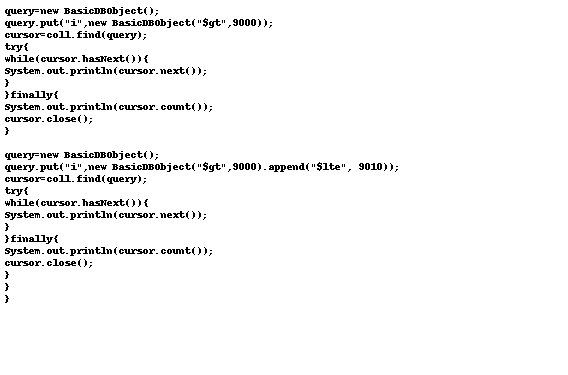 query=new BasicDBObject();
query.put("i",new BasicDBObject("$gt",9000));
cursor=coll.find(query);
try{
while(cursor.hasNext()){
System.out.println(cursor.next());
}
}finally{
System.out.println(cursor.count());
cursor.close();
}

query=new BasicDBObject();
query.put("i",new BasicDBObject("$gt",9000).append("$lte", 9010));
cursor=coll.find(query);
try{
while(cursor.hasNext()){
System.out.println(cursor.next());
}
}finally{
System.out.println(cursor.count());
cursor.close();
}
}
}